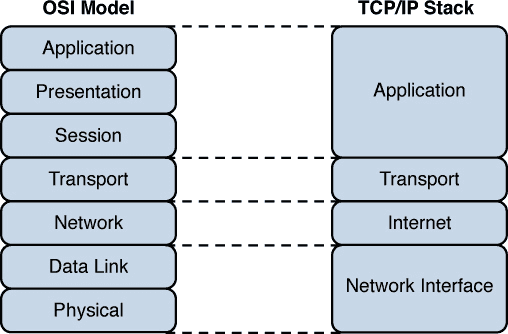 OSI Model
Application
Presentation
Session
Transport
Network
Data Link
Physical
TCP/IP Stack
Application
Transport
Internet
Network Interface